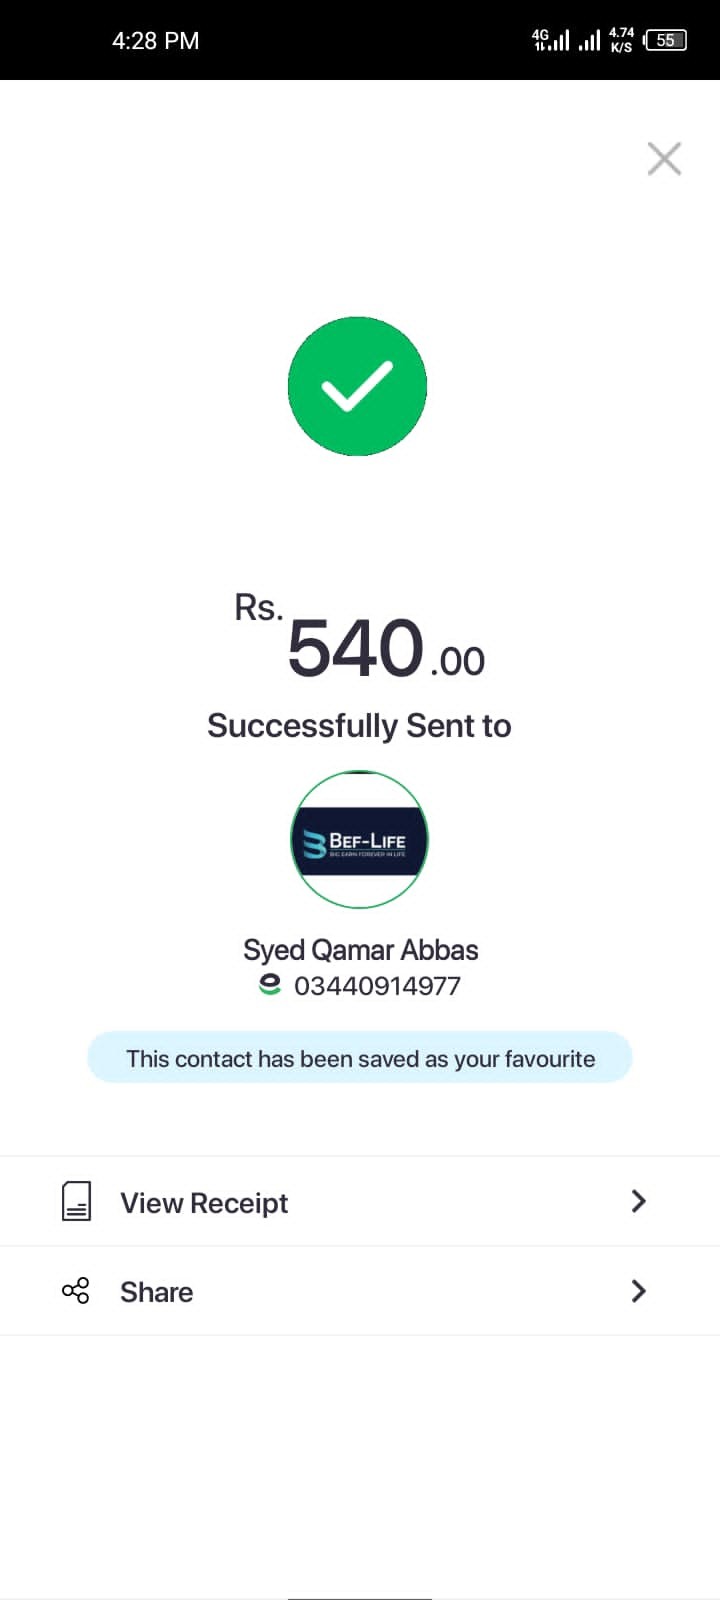 4:28 PM
4G
4.74
K/S
55
Rs.
540.00
Successfully Sent to
BEF-LIFE
BIG EARN FOREVER IN LIFE
Syed Qamar Abbas
03440914977
This contact has been saved as your favourite
View Receipt
Share